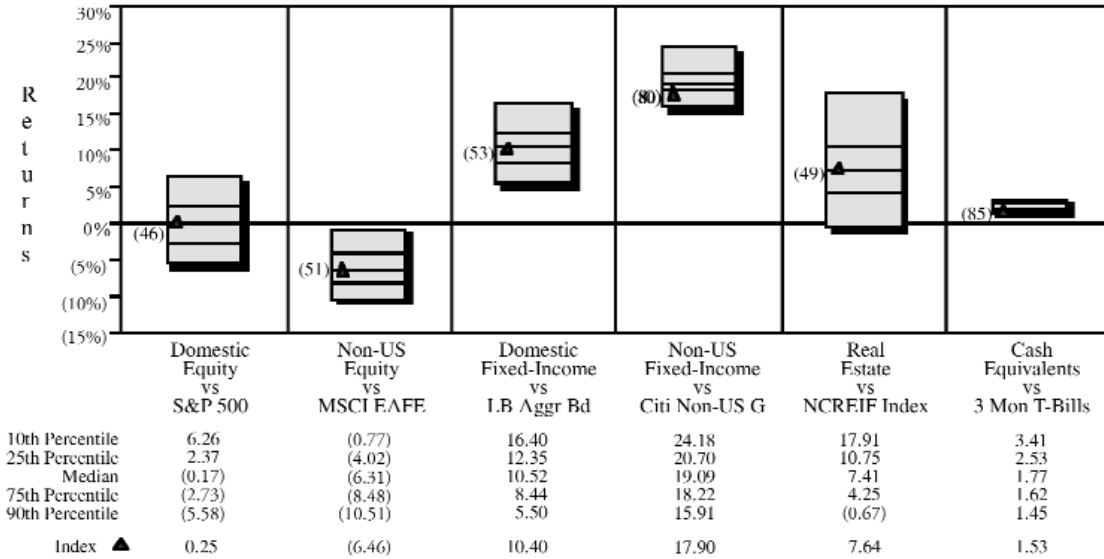 30%
25%
20%
15%
10%
5%
0%
(5%)
(10%)
(15%)
Returns
(46)
(51)
(53)
(80)
(49)
(85)
Domestic Equity vs S&P 500
Non-US Equity vs MSCI EAFE
Domestic Fixed-Income vs LB Aggr Bd
Non-US Fixed-Income vs Citi Non-US G
Real Estate vs NCREIF Index
Cash Equivalents vs 3 Mon T-Bills
10th Percentile 6.26 (0.77) 16.40 24.18 17.91 3.41
25th Percentile 2.37 (4.02) 12.35 20.70 10.75 2.53
Median (0.17) (6.31) 10.52 19.09 7.41 1.77
75th Percentile (2.73) (8.48) 8.44 18.22 4.25 1.62
90th Percentile (5.58) (10.51) 5.50 15.91 (0.67) 1.45
Index 0.25 (6.46) 10.40 17.90 7.64 1.53